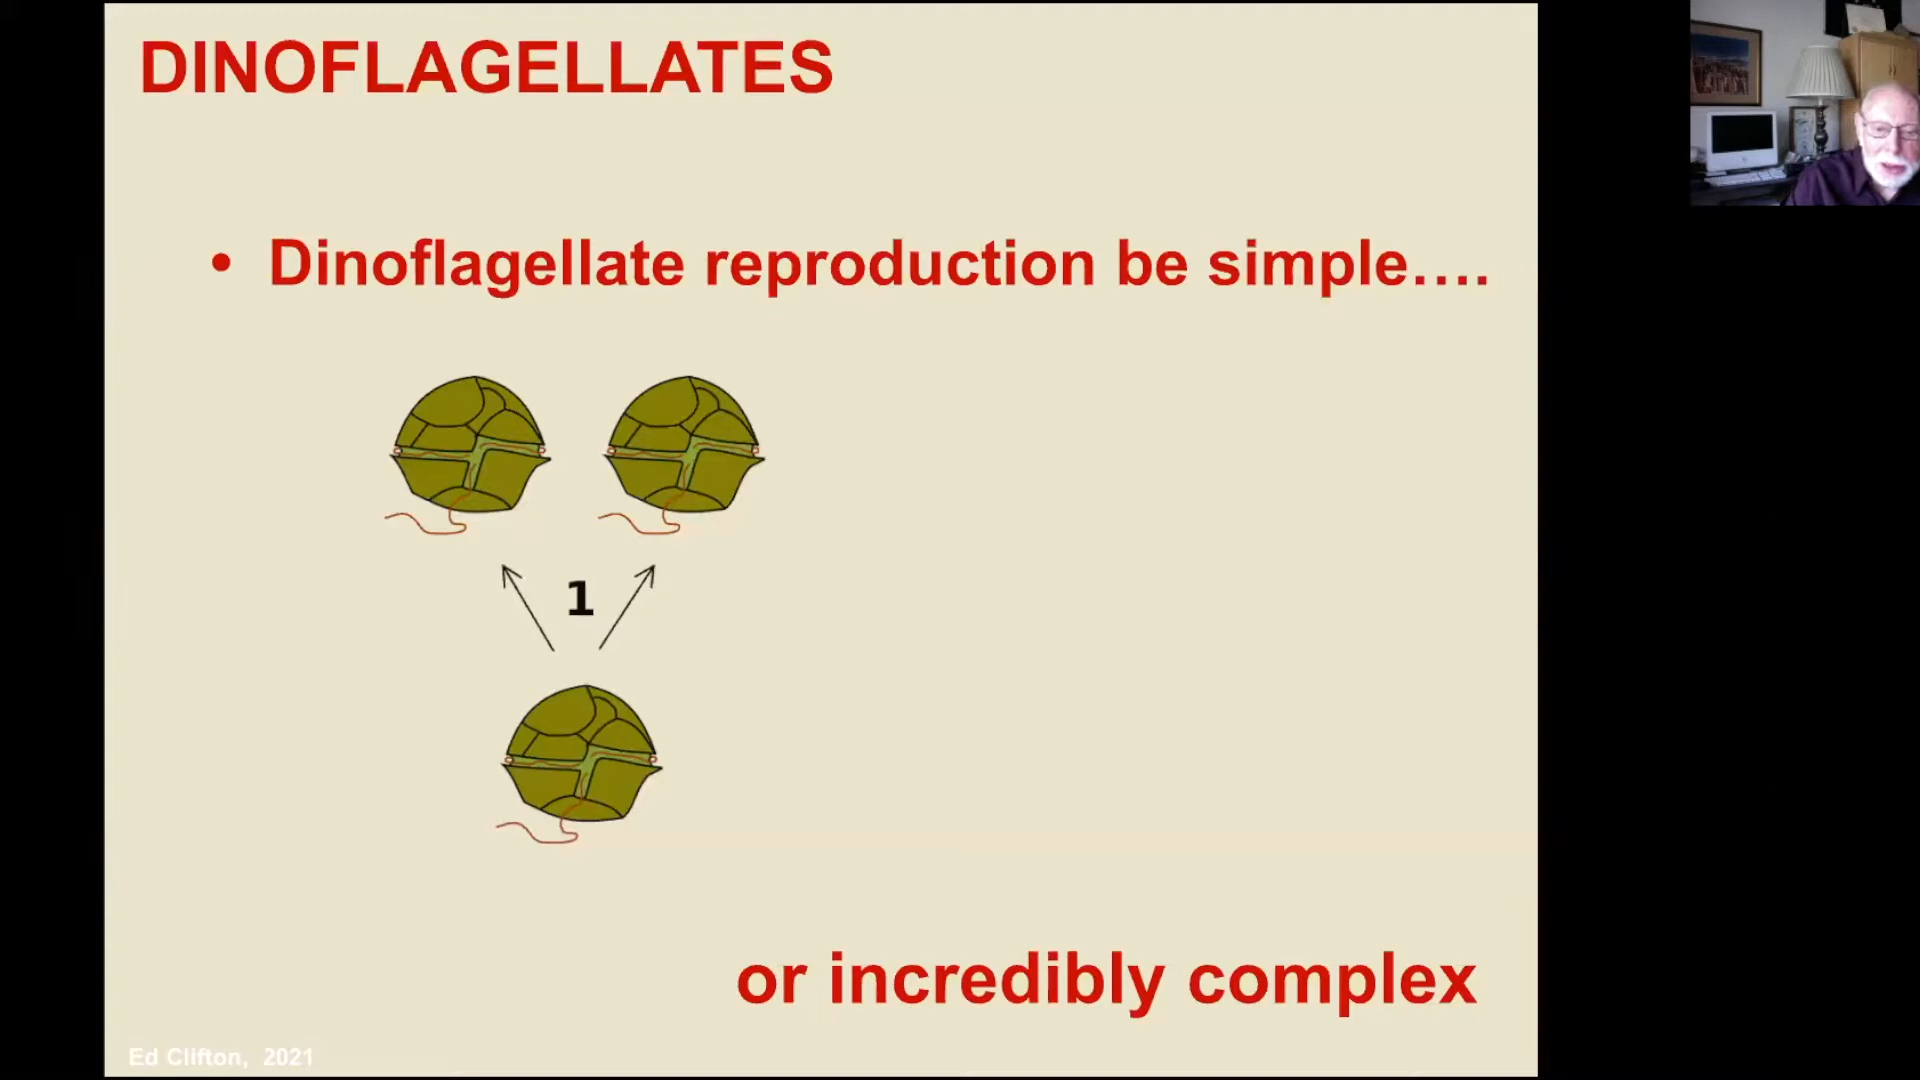 DINOFLAGELLATES
• Dinoflagellate reproduction be simple….
1
or incredibly complex
Ed Clifton, 2021